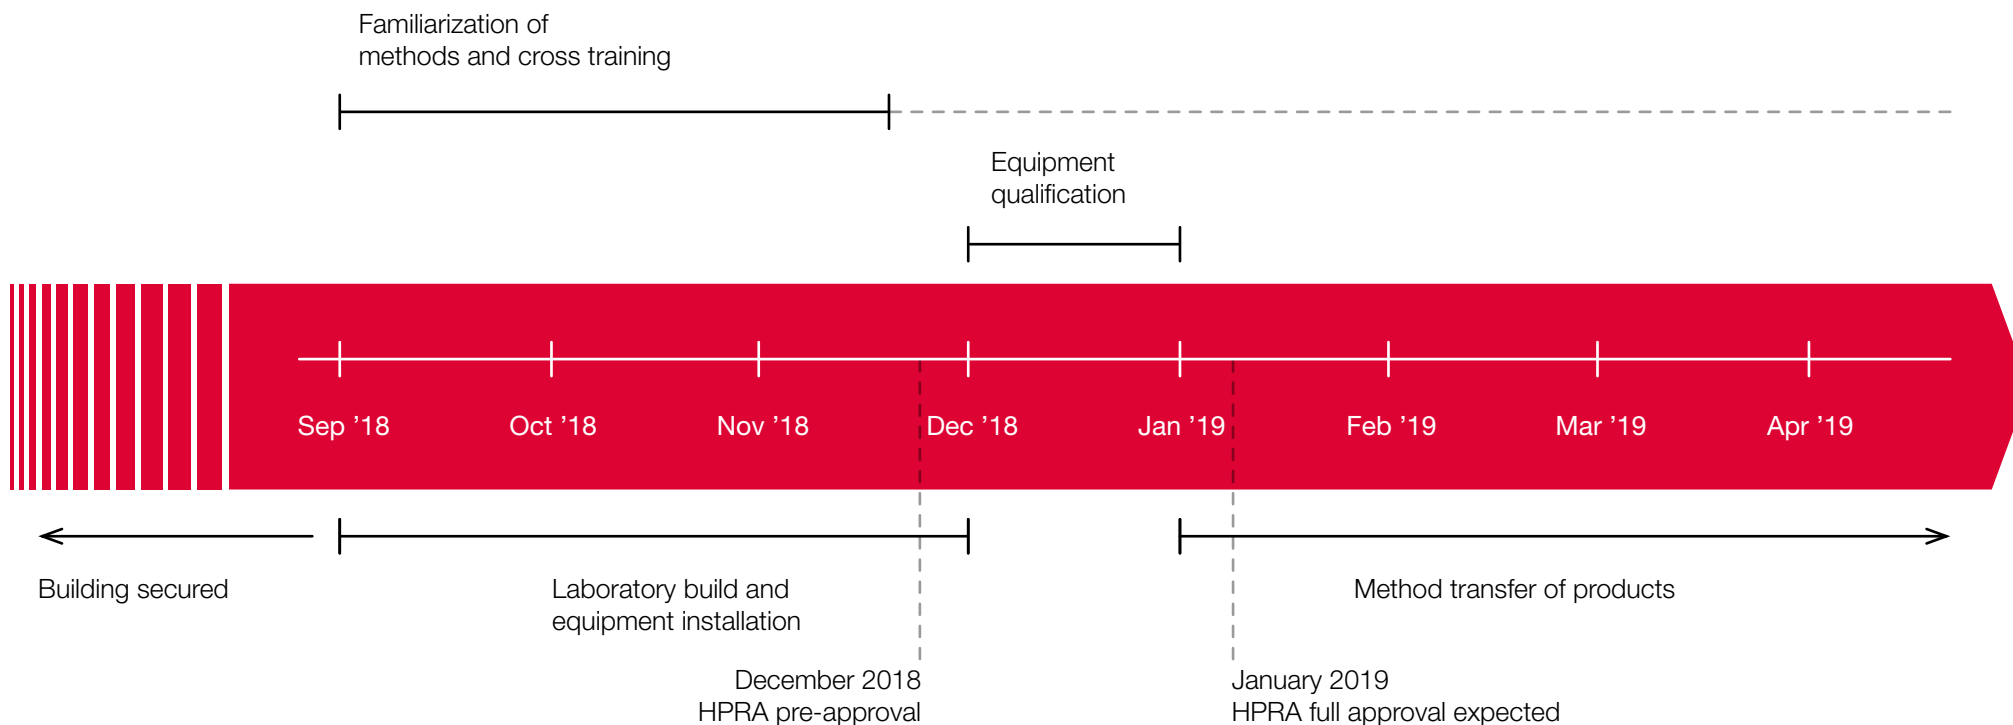 Familiarization of
methods and cross training
Equipment
qualification
Sep ’18
Oct ’18
Nov ’18
Dec ’18
Jan ’19
Feb ’19
Mar ’19
Apr ’19
Building secured
Laboratory build and
equipment installation
Method transfer of products
December 2018
HPRA pre-approval
January 2019
HPRA full approval expected